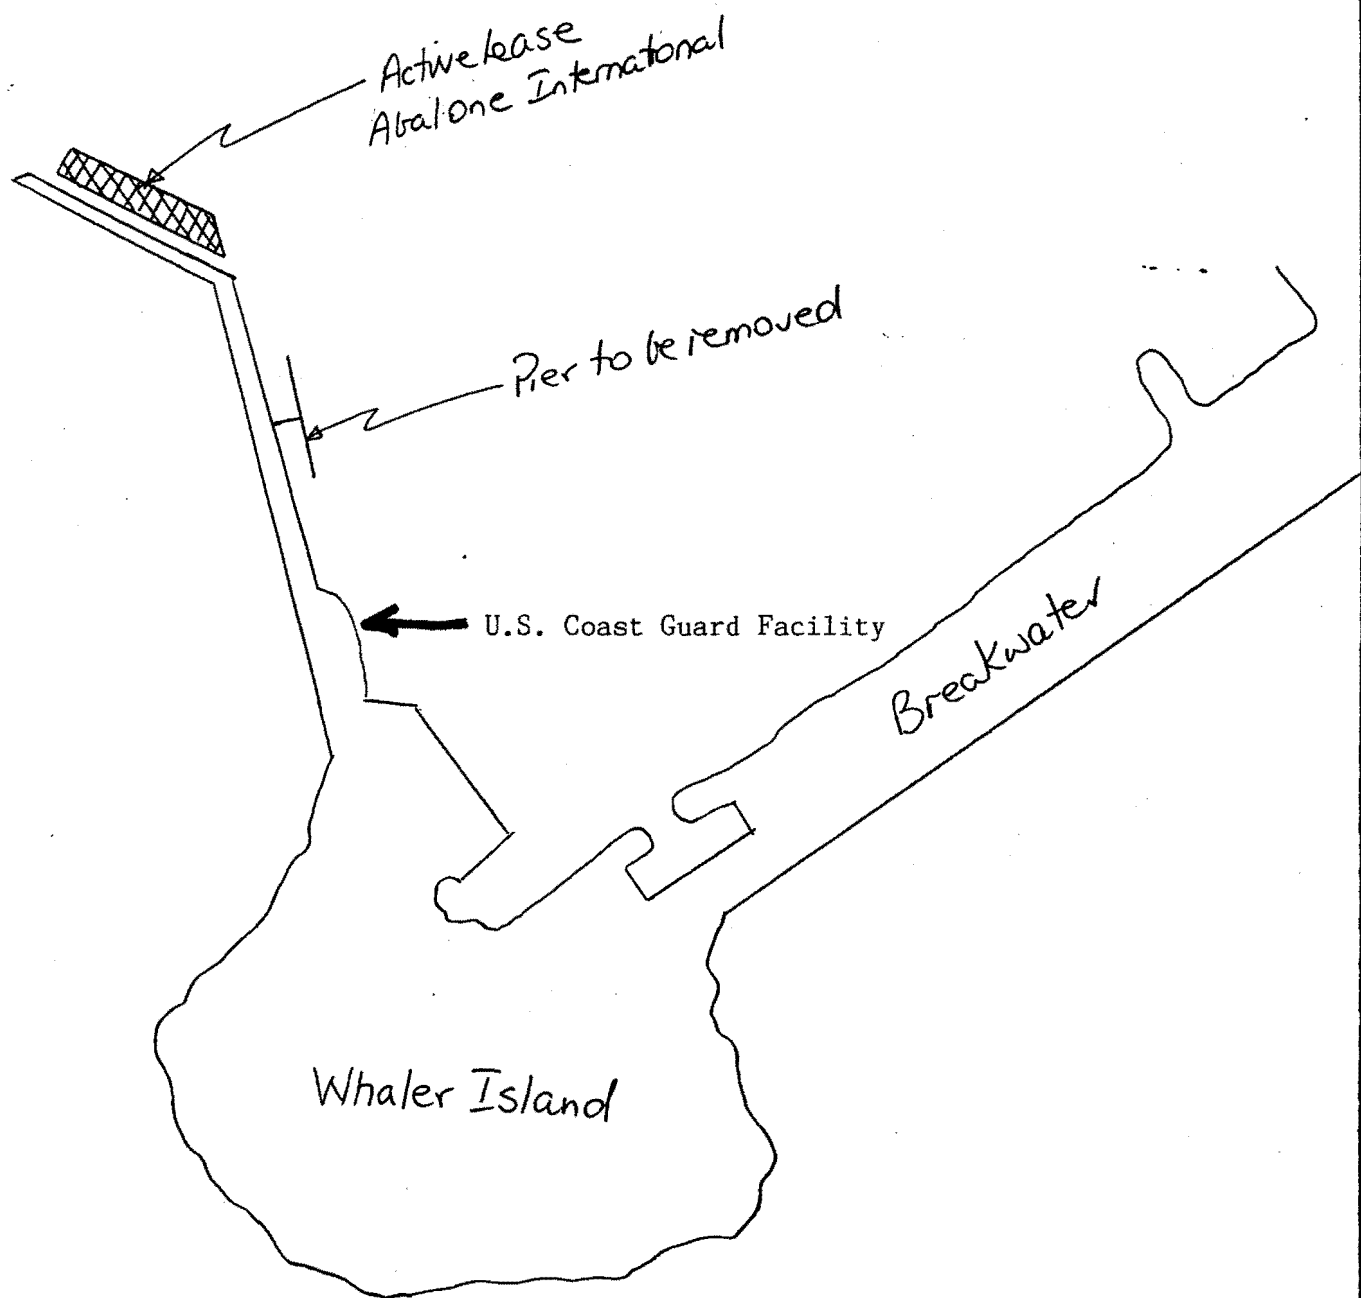 Active lease
Abalone International
Pier to be removed
U.S. Coast Guard Facility
Breakwater
Whaler Island